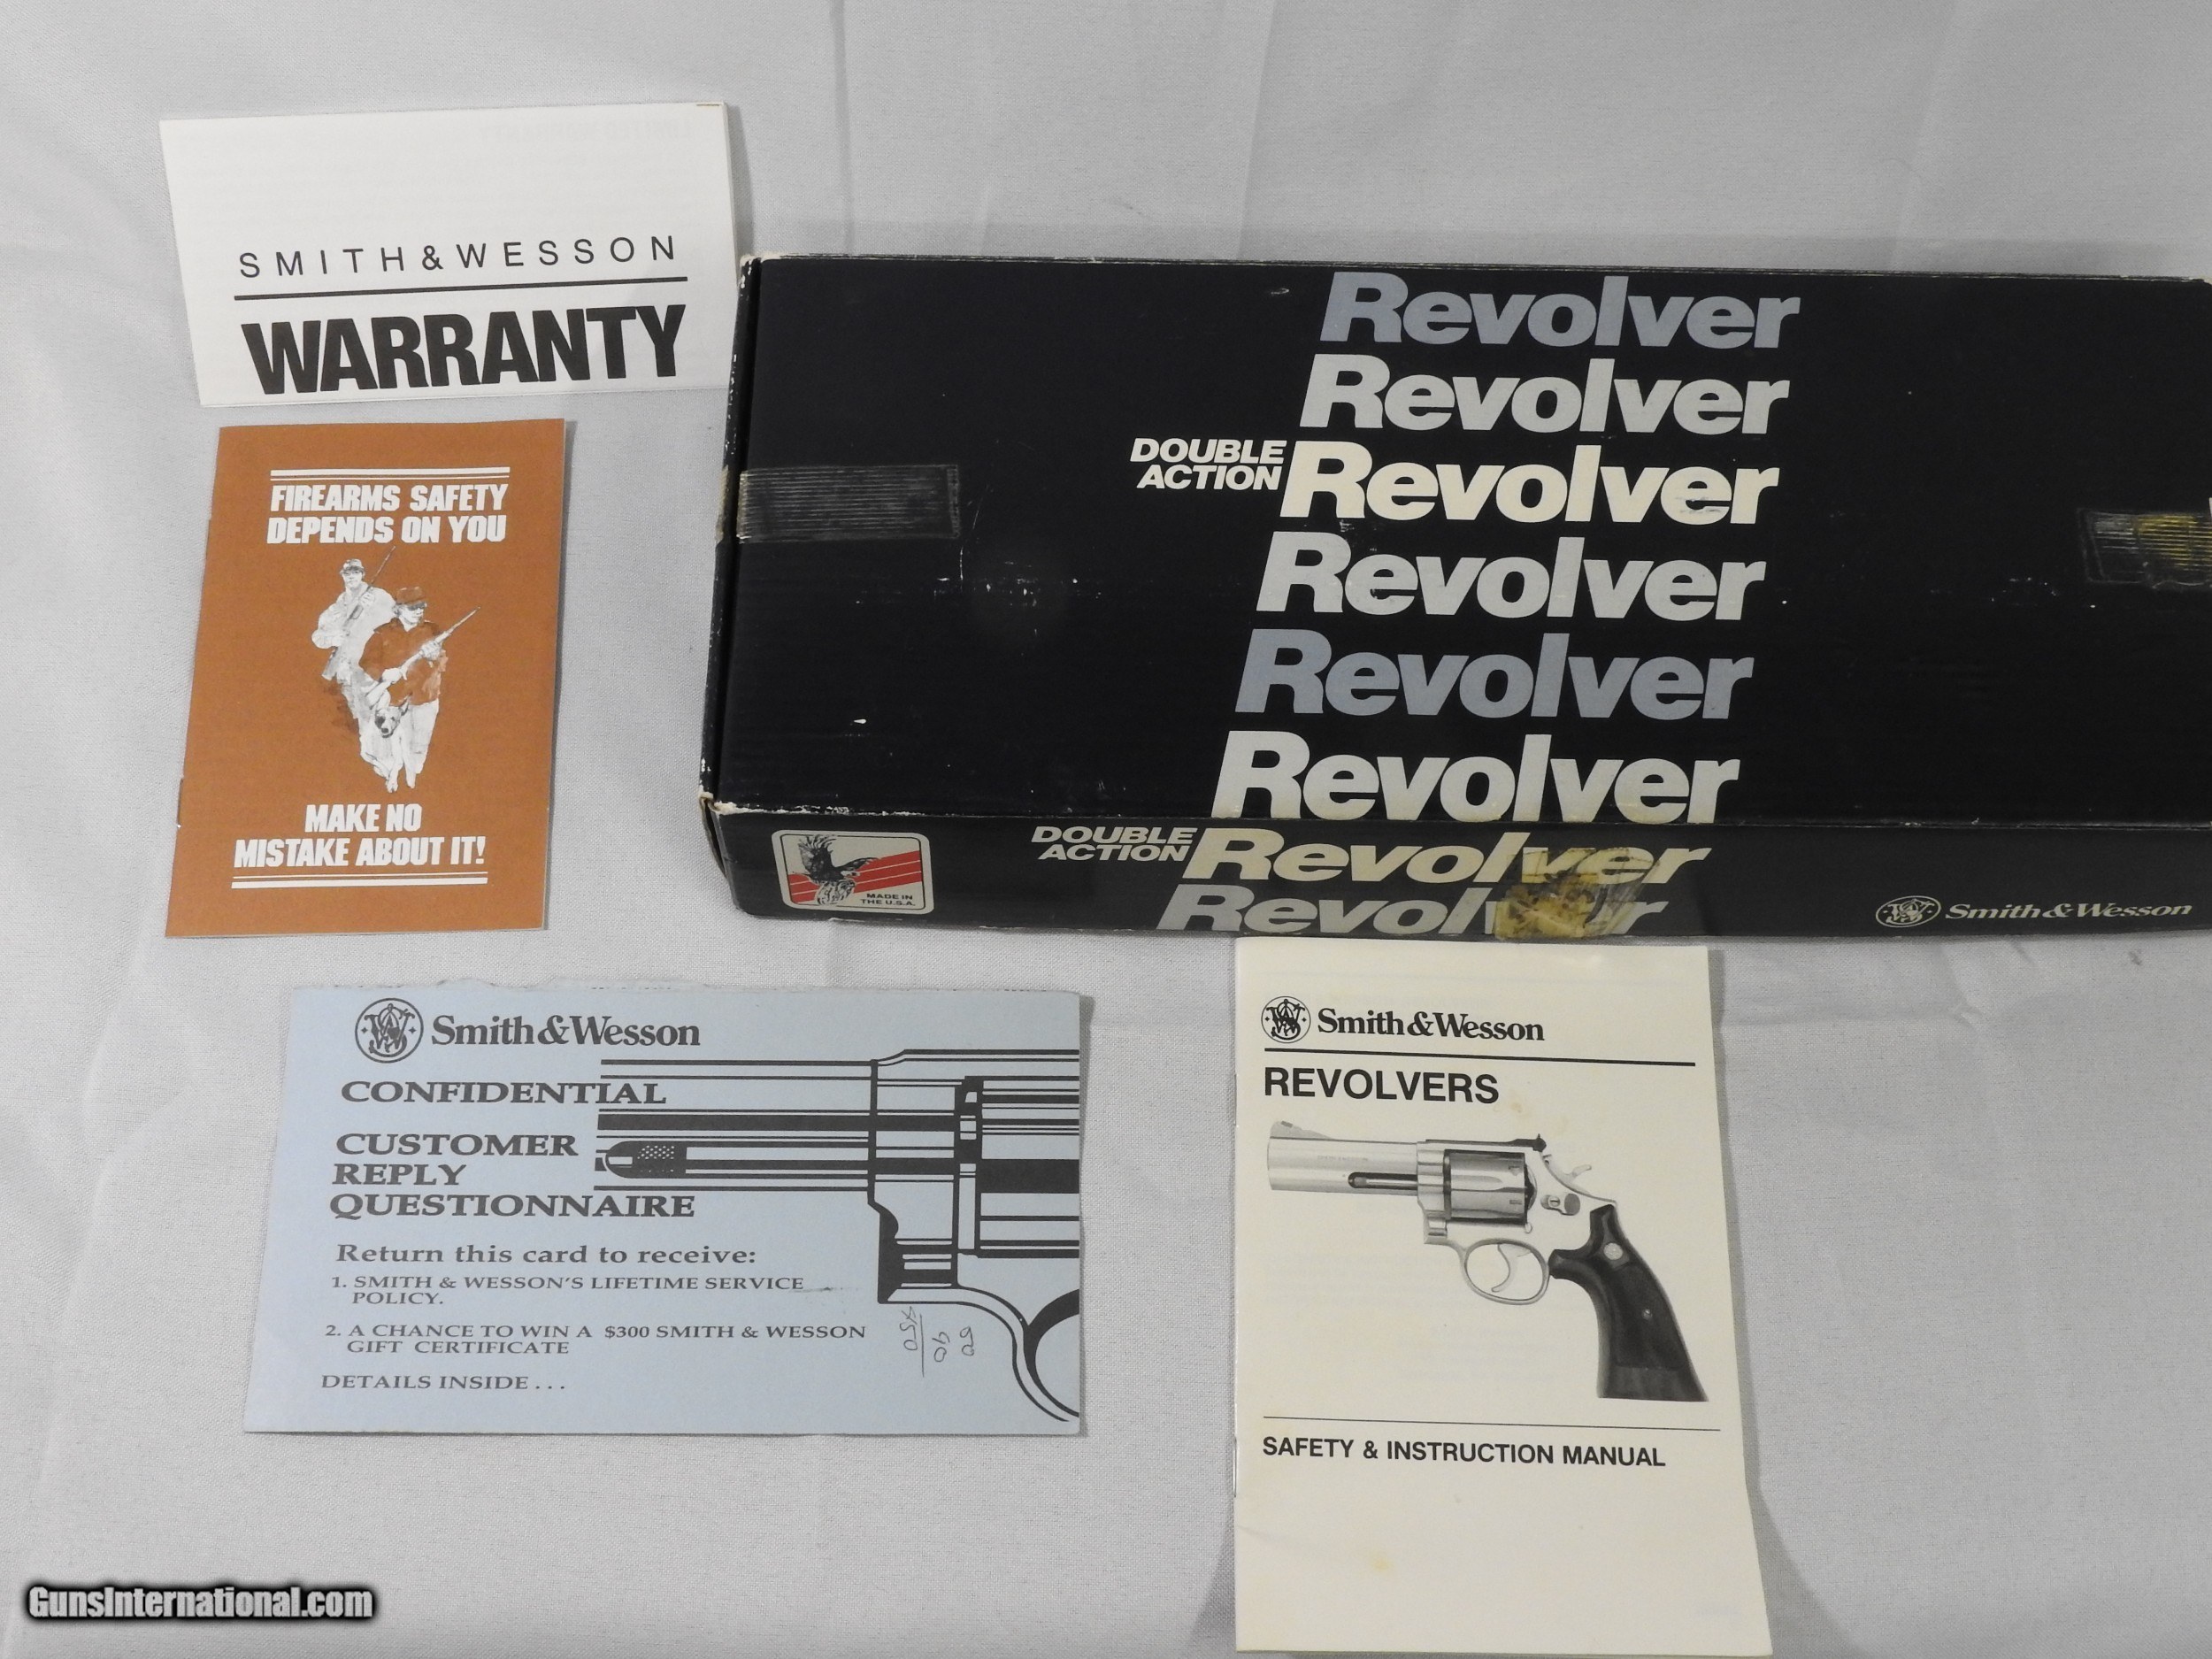 SMITH&WESSON
WARRANTY
FIREARMS SAFETY
DEPENDS ON YOU
MAKE NO
MISTAKE ABOUT IT!
Revolver
Revolver
DOUBLE
ACTION
Revolver
Revolver
Revolver
Revolver
DOUBLE
ACTION
Revolver
Revolver
MADE IN
THE U.S.A.
Smith & Wesson
Smith & Wesson
CONFIDENTIAL
CUSTOMER
REPLY
QUESTIONNAIRE
Return this card to receive:
1. SMITH & WESSON'S LIFETIME SERVICE
POLICY.
2. A CHANCE TO WIN A $300 SMITH & WESSON
GIFT CERTIFICATE
DETAILS INSIDE . . .
Smith & Wesson
REVOLVERS
SAFETY & INSTRUCTION MANUAL
GunsInternational.com